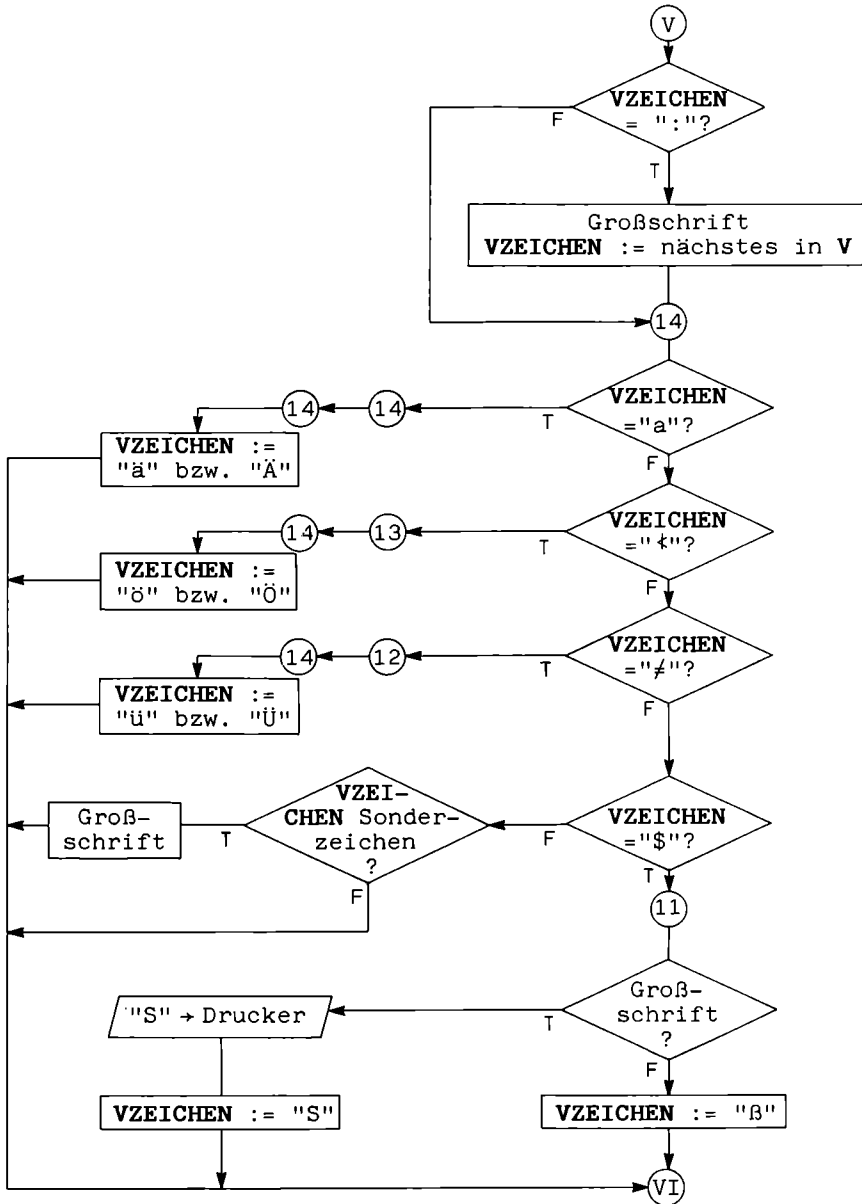 V
VZEICHEN
= ":"?
F
T
Großschrift
VZEICHEN := nächstes in V
14
VZEICHEN
="a"?
T
14
14
F
VZEICHEN :=
"ä" bzw. "Ä"
VZEICHEN
T
13
14
F
VZEICHEN :=
"ö" bzw. "Ö"
VZEICHEN
="≠"?
T
12
14
F
VZEICHEN :=
"ü" bzw. "Ü"
VZEICHEN
="$"?
F
T
VZEI-
CHEN Sonder-
zeichen
?
T
F
Groß-
schrift
11
Groß-
schrift
?
T
F
"S" → Drucker
VZEICHEN := "S"
VZEICHEN := "ß"
VI